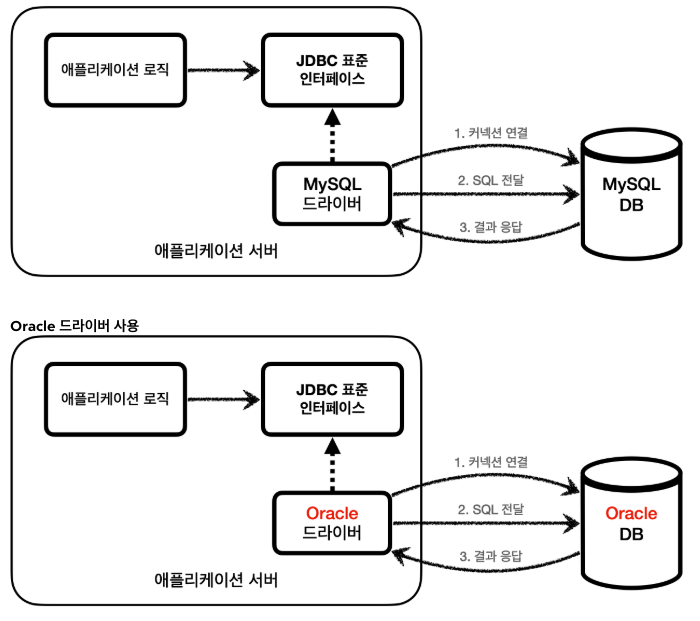 애플리케이션 로직
JDBC 표준
인터페이스
1. 커넥션 연결
MySQL
드라이버
2. SQL 전달
MySQL
DB
3. 결과 응답
애플리케이션 서버
Oracle 드라이버 사용
애플리케이션 로직
JDBC 표준
인터페이스
1. 커넥션 연결
Oracle
드라이버
2. SQL 전달
Oracle
DB
3. 결과 응답
애플리케이션 서버